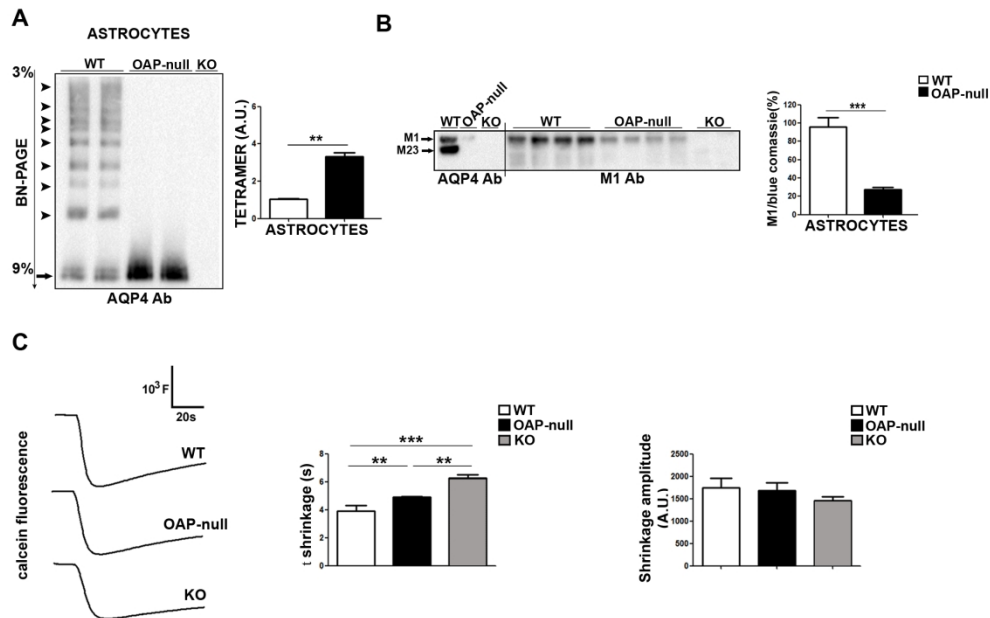 A
ASTROCYTES
WT OAP-null KO
3%
BN-PAGE
9%
AQP4 Ab
TETRAMER (A.U.)
6
4
2
0
**
ASTROCYTES
B
WT OAP-null KO WT OAP-null KO
M1
M23
AQP4 Ab M1 Ab
WT
OAP-null
M1/blue comassie(%)
120
100
80
60
40
20
0
***
ASTROCYTES
C
calcein fluorescence
10³ F
20s
WT
OAP-null
KO
WT
OAP-null
KO
t shrinkage (s)
8
6
4
2
0
***
** **
WT
OAP-null
KO
Shrinkage amplitude
(A.U.)
2500
2000
1500
1000
500
0